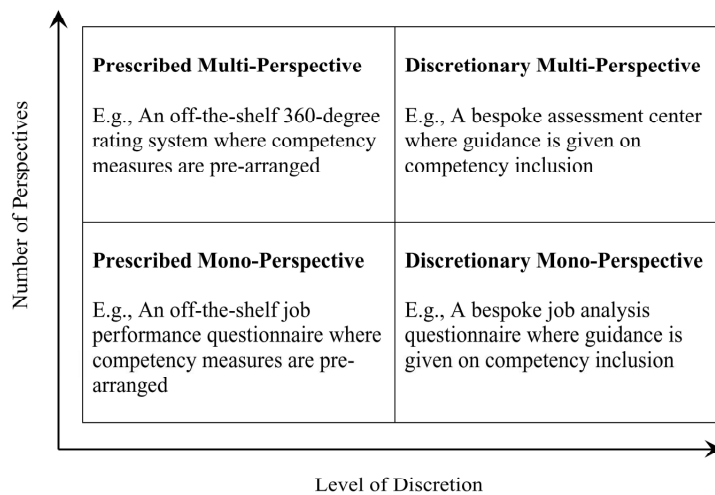 Number of Perspectives
Prescribed Multi-Perspective
E.g., An off-the-shelf 360-degree
rating system where competency
measures are pre-arranged
Discretionary Multi-Perspective
E.g., A bespoke assessment center
where guidance is given on
competency inclusion
Prescribed Mono-Perspective
E.g., An off-the-shelf job
performance questionnaire where
competency measures are pre-
arranged
Discretionary Mono-Perspective
E.g., A bespoke job analysis
questionnaire where guidance is
given on competency inclusion
Level of Discretion